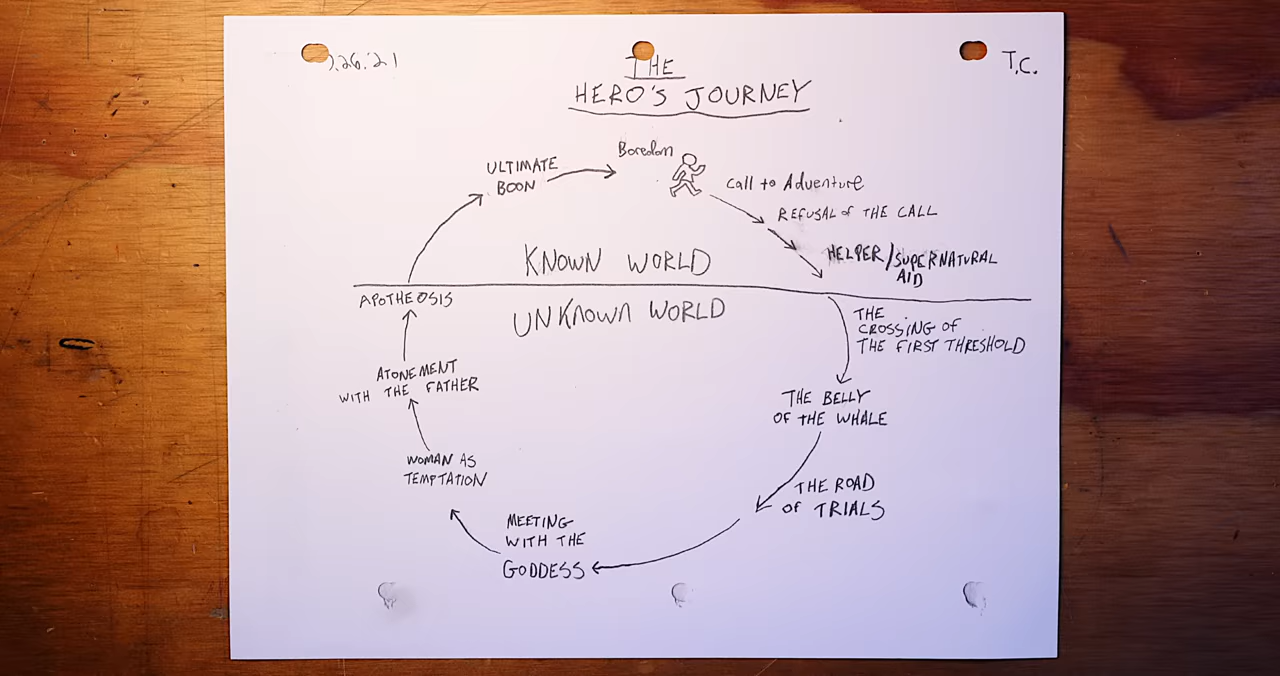 .26.21
T.C.
THE
HERO'S JOURNEY
Boredom
Call to Adventure
REFUSAL of THE CALL
HELPER/SUPERNATURAL
AID
KNOWN WORLD
UNKNOWN WORLD
THE
CROSSING of
THE FIRST THRESHOLD
THE BELLY
OF THE WHALE
THE ROAD
of TRIALS
MEETING
WITH THE
GODDESS
WOMAN AS
TEMPTATION
ATONEMENT
WITH THE FATHER
APOTHEOSIS
ULTIMATE
BOON